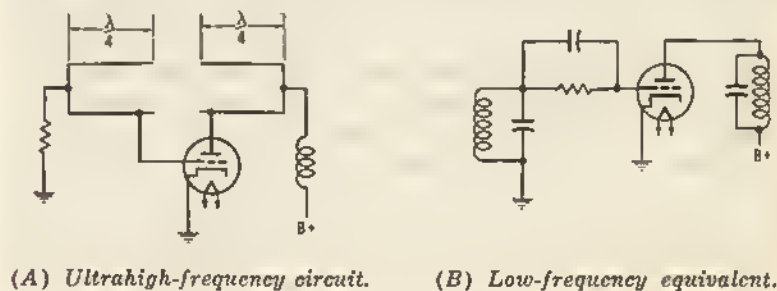 λ
4
λ
4
B+
B+
(A) Ultrahigh-frequency circuit.
(B) Low-frequency equivalent.